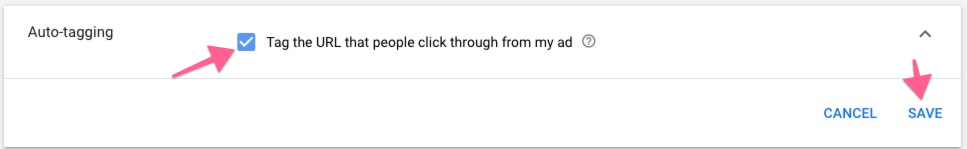 Auto-tagging
Tag the URL that people click through from my ad
CANCEL SAVE